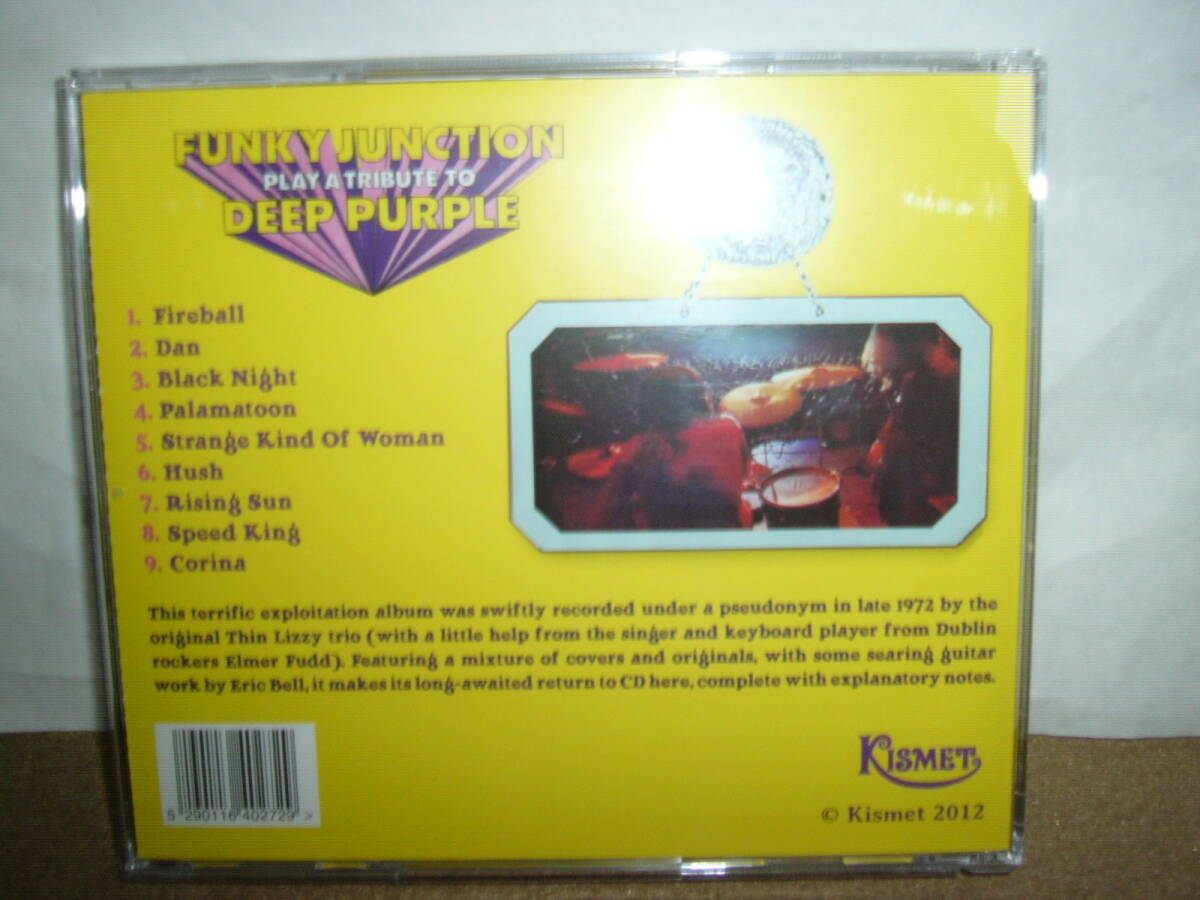 FUNKY JUNCTION
PLAY A TRIBUTE TO
DEEP PURPLE
1. Fireball
2. Dan
3. Black Night
4. Palamatoon
5. Strange Kind Of Woman
6. Hush
7. Rising Sun
8. Speed King
9. Corina
This terrific exploitation album was swiftly recorded under a pseudonym in late 1972 by the
original Thin Lizzy trio (with a little help from the singer and keyboard player from Dublin
rockers Elmer Fudd). Featuring a mixture of covers and originals, with some searing guitar
work by Eric Bell, it makes its long-awaited return to CD here, complete with explanatory notes.
5 290116 402729 >
KISMET
© Kismet 2012